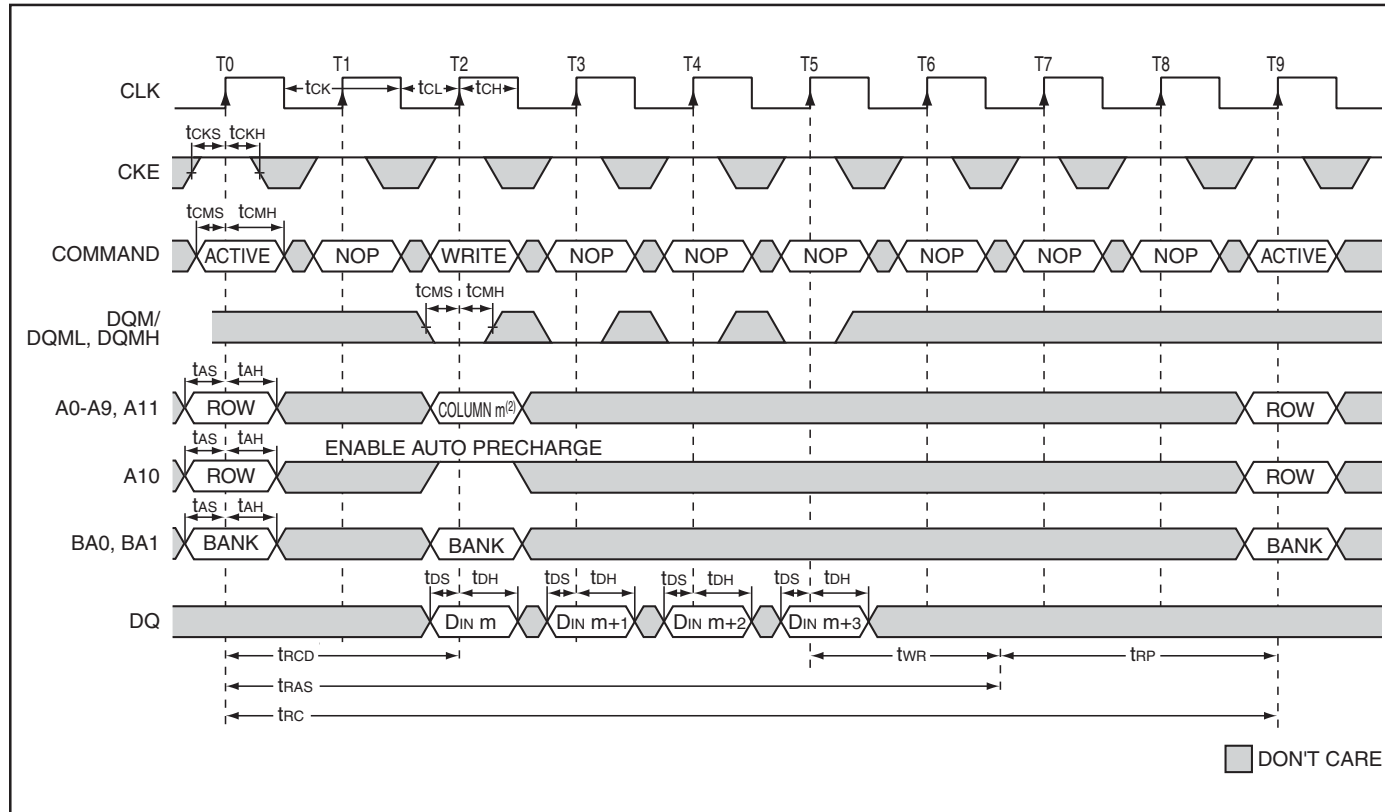 T0 T1 T2 T3 T4 T5 T6 T7 T8 T9
CLK tCK tCL tCH
tCKS tCKH
CKE
tCMS tCMH
COMMAND ACTIVE NOP WRITE NOP NOP NOP NOP NOP NOP ACTIVE
tCMS tCMH
DQM/
DQML, DQMH
tAS tAH
A0-A9, A11 ROW COLUMN m(2) ROW
tAS tAH ENABLE AUTO PRECHARGE
A10 ROW ROW
tAS tAH
BA0, BA1 BANK BANK BANK
tDS tDH tDS tDH tDS tDH tDS tDH
DQ DIN m DIN m+1 DIN m+2 DIN m+3
tRCD tWR tRP
tRAS
tRC
DON'T CARE